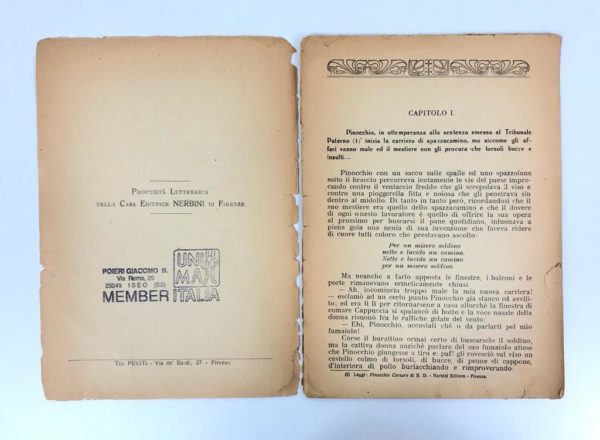 PROPRIETÀ LETTERARIA
DELLA CASA EDITRICE NERBINI DI FIRENZE
POIERI GIACOMO B.
Via Roma, 20
25049 ISEO (BS)
MEMBER
UNI
MAX
ITALIA
Tip. PULITI - Via de' Bardi, 27 - Firenze
CAPITOLO I.
Pinocchio, in ottemperanza alla sentenza emessa al Tribunale
Paterno (1) inizia la carriera di spazzacamino, ma siccome gli af-
fari vanno male ed il mestiere non gli procura che torsoli bucce e
insulti...
Pinocchio con un sacco sulle spalle ed uno spazzolone
sotto il braccio percorreva lentamente le vie del paese impre-
cando contro il vestaccio freddo che gli screpolava il viso e
contro una pioggerella fitta e noiosa che gli penetrava sin
dentro al midollo. Di tanto in tanto però, ricordandosi che il
suo mestiere era quello dello spazzacamino e che il dovere
di ogni onesto lavoratore è quello di offrire la sua opera
al prossimo per buscarsi il pane quotidiano, intuonava a
piena gola una nenia di sua invenzione che faceva ridere
di cuore tutti coloro che prestavano ascolto:
Per un misero soldino
netto e lucido un camino.
Netto e lucido un camino
per un misero soldino.
Ma neanche a farlo apposta le finestre, i balconi e le
porte rimanevano ermeticamente chiusi.
— Ah, incomincia troppo male la mia nuova carriera!
— esclamò ad un certo punto Pinocchio già stanco ed avvili-
to; ed era lì lì per ritornarsene a casa allorchè la finestra di
comare Cappuccia si spalancò di botto e la voce nasale della
donna risuonò fra le raffiche gelate del vento:
— Ehi, Pinocchio, accostati chè o da parlarti pel mio
fumaiolo!
Corse il burattino ormai certo di buscarselo il soldino,
ma la cattiva donna anzichè parlare del suo fumaiolo attese
che Pinocchio giungesse a tiro e: paf! gli rovesciò sul viso un
cestello colmo di torsoli, di bucce, di penne di cappone,
d'interiora di pollo burlacchiando e rimproverando:
(1) Leggi: Pinocchio Corsaro di B. D. - Nerbini Editore - Firenze.